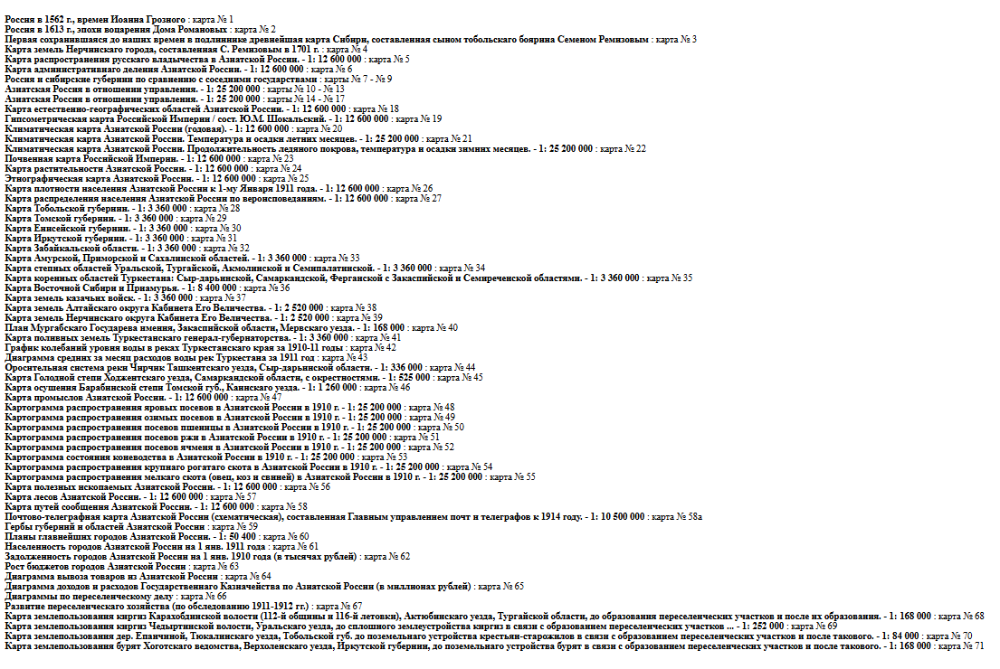 Россия в 1562 г., времен Иоанна Грозного : карта № 1
Россия в 1613 г., эпохи воцарения Дома Романовых : карта № 2
Первая сохранившаяся до наших времен в подлиннике древнейшая карта Сибири, составленная сыном тобольскаго боярина Семеном Ремизовым : карта № 3
Карта земель Нерчинскаго города, составленная С. Ремизовым в 1701 г. : карта № 4
Карта распространения русскаго владычества в Азиатской России. - 1: 12 600 000 : карта № 5
Карта административнаго деления Азиатской России. - 1: 12 600 000 : карта № 6
Россия и сибирские губернии по сравнению с соседними государствами : карты № 7 - № 9
Азиатская Россия в отношении управления. - 1: 25 200 000 : карты № 10 - № 13
Азиатская Россия в отношении управления. - 1: 25 200 000 : карты № 14 - № 17
Карта естественно-географических областей Азиатской России. - 1: 12 600 000 : карта № 18
Гипсометрическая карта Российской Империи / сост. Ю.М. Шокальский. - 1: 12 600 000 : карта № 19
Климатическая карта Азиатской России (годовая). - 1: 12 600 000 : карта № 20
Климатическая карта Азиатской России. Температура и осадки летних месяцев. - 1: 25 200 000 : карта № 21
Климатическая карта Азиатской России. Продолжительность ледяного покрова, температура и осадки зимних месяцев. - 1: 25 200 000 : карта № 22
Почвенная карта Российской Империи. - 1: 12 600 000 : карта № 23
Карта растительности Азиатской России. - 1: 12 600 000 : карта № 24
Этнографическая карта Азиатской России. - 1: 12 600 000 : карта № 25
Карта плотности населения Азиатской России к 1-му Января 1911 года. - 1: 12 600 000 : карта № 26
Карта распределения населения Азиатской России по вероисповеданиям. - 1: 12 600 000 : карта № 27
Карта Тобольской губернии. - 1: 3 360 000 : карта № 28
Карта Томской губернии. - 1: 3 360 000 : карта № 29
Карта Енисейской губернии. - 1: 3 360 000 : карта № 30
Карта Иркутской губернии. - 1: 3 360 000 : карта № 31
Карта Забайкальской области. - 1: 3 360 000 : карта № 32
Карта Амурской, Приморской и Сахалинской областей. - 1: 3 360 000 : карта № 33
Карта степных областей Уральской, Тургайской, Акмолинской и Семипалатинской. - 1: 3 360 000 : карта № 34
Карта коренных областей Туркестана: Сыр-дарьинской, Самаркандской, Ферганской с Закаспийской и Семиреченской областями. - 1: 3 360 000 : карта № 35
Карта Восточной Сибири и Приамурья. - 1: 8 400 000 : карта № 36
Карта земель казачьих войск. - 1: 3 360 000 : карта № 37
Карта земель Алтайскаго округа Кабинета Его Величества. - 1: 2 520 000 : карта № 38
Карта земель Нерчинскаго округа Кабинета Его Величества. - 1: 2 520 000 : карта № 39
План Мургабскаго Государева имения, Закаспийской области, Мервскаго уезда. - 1: 168 000 : карта № 40
Карта поливных земель Туркестанскаго генерал-губернаторства. - 1: 3 360 000 : карта № 41
График колебаний уровня воды в реках Туркестанскаго края за 1910-11 годы : карта № 42
Диаграмма средних за месяц расходов воды рек Туркестана за 1911 год : карта № 43
Оросительная система реки Чирчик Ташкентскаго уезда, Сыр-дарьинской области. - 1: 336 000 : карта № 44
Карта Голодной степи Ходжентскаго уезда, Самаркандской области, с окрестностями. - 1: 525 000 : карта № 45
Карта осушения Барабинской степи Томской губ., Каинскаго уезда. - 1: 1 260 000 : карта № 46
Карта промыслов Азиатской России. - 1: 12 600 000 : карта № 47
Картограмма распространения яровых посевов в Азиатской России в 1910 г. - 1: 25 200 000 : карта № 48
Картограмма распространения озимых посевов в Азиатской России в 1910 г. - 1: 25 200 000 : карта № 49
Картограмма распространения посевов пшеницы в Азиатской России в 1910 г. - 1: 25 200 000 : карта № 50
Картограмма распространения посевов ржи в Азиатской России в 1910 г. - 1: 25 200 000 : карта № 51
Картограмма распространения посевов ячменя в Азиатской России в 1910 г. - 1: 25 200 000 : карта № 52
Картограмма состояния коневодства в Азиатской России в 1910 г. - 1: 25 200 000 : карта № 53
Картограмма распространения крупнаго рогатаго скота в Азиатской России в 1910 г. - 1: 25 200 000 : карта № 54
Картограмма распространения мелкаго скота (овец, коз и свиней) в Азиатской России в 1910 г. - 1: 25 200 000 : карта № 55
Карта полезных ископаемых Азиатской России. - 1: 12 600 000 : карта № 56
Карта лесов Азиатской России. - 1: 12 600 000 : карта № 57
Карта путей сообщения Азиатской России. - 1: 12 600 000 : карта № 58
Почтово-телеграфная карта Азиатской России (схематическая), составленная Главным управлением почт и телеграфов к 1914 году. - 1: 10 500 000 : карта № 58а
Гербы губерний и областей Азиатской России : карта № 59
Планы главнейших городов Азиатской России. - 1: 50 400 : карта № 60
Населенность городов Азиатской России на 1 янв. 1911 года : карта № 61
Задолженность городов Азиатской России на 1 янв. 1910 года (в тысячах рублей) : карта № 62
Рост бюджетов городов Азиатской России : карта № 63
Диаграмма вывоза товаров из Азиатской России : карта № 64
Диаграмма доходов и расходов Государственнаго Казначейства по Азиатской России (в миллионах рублей) : карта № 65
Диаграммы по переселенческому делу : карта № 66
Развитие переселенческаго хозяйства (по обследованию 1911-1912 гг.) : карта № 67
Карта землепользования киргиз Карахобдинской волости (112-й общины и 116-й летовки), Актюбинскаго уезда, Тургайской области, до образования переселенческих участков и после их образования. - 1: 168 000 : карта № 68
Карта землепользования киргиз Чедыртинской волости, Уральскаго уезда, до сплошного землеустройства киргиз в связи с образованием переселенческих участков ... - 1: 252 000 : карта № 69
Карта землепользования дер. Епанчиной, Тюкалинскаго уезда, Тобольской губ. до поземельнаго устройства крестьян-старожилов в связи с образованием переселенческих участков и после такового. - 1: 84 000 : карта № 70
Карта землепользования бурят Хоготскаго ведомства, Верхоленскаго уезда, Иркутской губернии, до поземельнаго устройства бурят в связи с образованием переселенческих участков и после такового. - 1: 168 000 : карта № 71